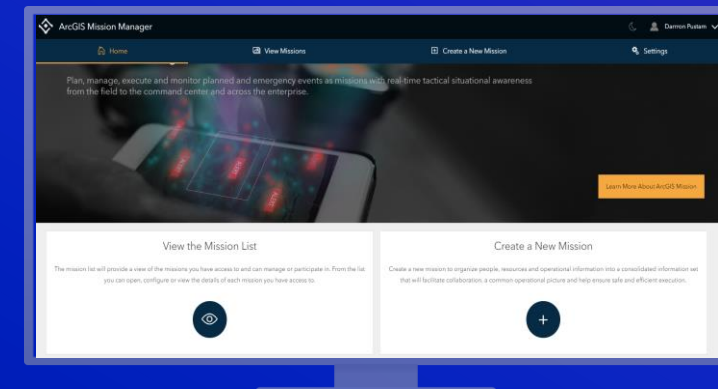 ArcGIS Mission Manager
Darron Pustam
Home
View Missions
Create a New Mission
Settings
Plan, manage, execute and monitor planned and emergency events as missions with real-time tactical situational awareness
from the field to the command center and across the enterprise.
Learn More About ArcGIS Mission
View the Mission List
The mission list will provide a view of the missions you have access to and can manage or participate in. From the list
you can open, configure or view the details of each mission you have access to.
Create a New Mission
Create a new mission to organize people, resources and operational information into a consolidated information set
that will facilitate collaboration, a common operational picture and help ensure safe and efficient execution.